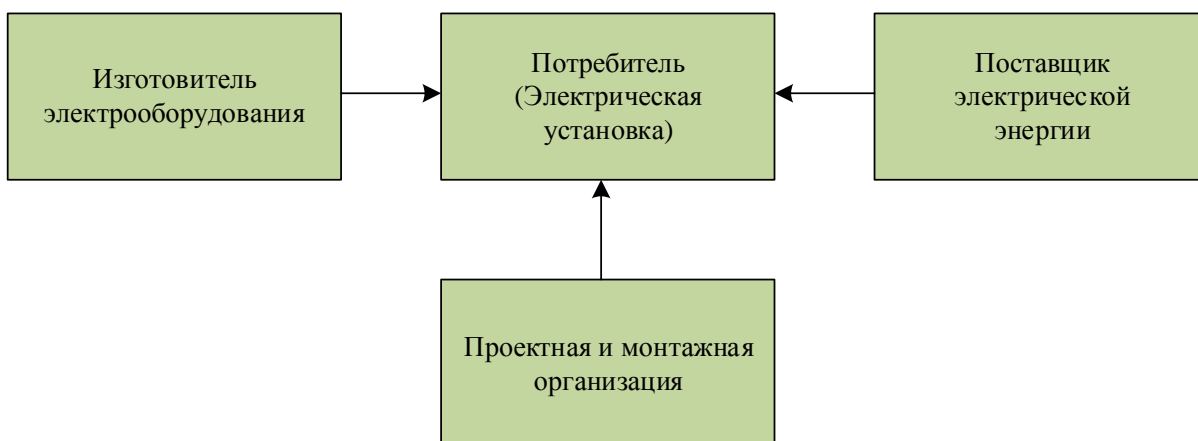 Изготовитель
электрооборудования
Потребитель
(Электрическая
установка)
Поставщик
электрической
энергии
Проектная и монтажная
организация